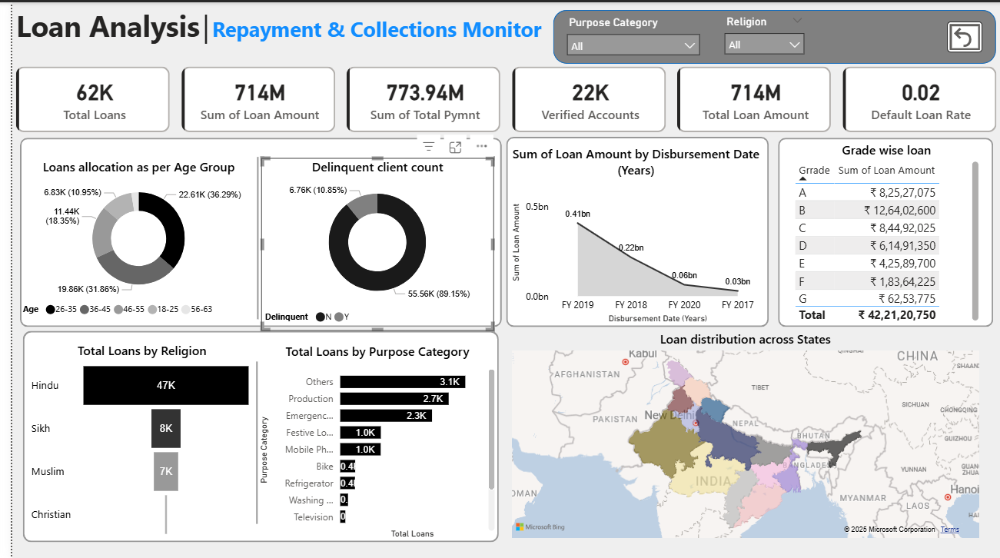 Loan Analysis| Repayment & Collections Monitor
Purpose Category
All
Religion
All
62K
Total Loans
714M
Sum of Loan Amount
773.94M
Sum of Total Pymnt
22K
Verified Accounts
714M
Total Loan Amount
0.02
Default Loan Rate
Loans allocation as per Age Group
6.83K (10.95%)
22.61K (36.29%)
11.44K
(18.35%)
19.86K (31.86%)
Age 26-35 36-45 46-55 18-25 56-63
Delinquent client count
6.76K (10.85%)
55.56K (89.15%)
Delinquent N Y
Sum of Loan Amount by Disbursement Date
(Years)
Sum of Loan Amount
0.5bn
0.0bn
0.41bn
0.22bn
0.06bn
0.03bn
FY 2019 FY 2018 FY 2020 FY 2017
Disbursement Date (Years)
Grade wise loan
Grrade Sum of Loan Amount
A ₹ 8,25,27,075
B ₹ 12,64,02,600
C ₹ 8,44,92,025
D ₹ 6,14,91,350
E ₹ 4,25,89,700
F ₹ 1,83,64,225
G ₹ 62,53,775
Total ₹ 42,21,20,750
Total Loans by Religion
Hindu 47K
Sikh 8K
Muslim 7K
Christian
Total Loans by Purpose Category
Purpose Category
Others 3.1K
Production 2.7K
Emergenc... 2.3K
Festive Lo... 1.0K
Mobile Ph... 1.0K
Bike 0.4
Refrigerator 0.4
Washing ... 0.
Television 0
Total Loans
Loan distribution across States
Kabul
AFGHANISTAN
CHINA
TIBET
SICHUAN
CHONGQING
PAKISTAN
New Delhi
NEPAL
BHUTAN
GUIZHOU
BANGLADESH
YUNNAN
INDIA
OMAN
MYANMAR
LAOS
Hanoi
Microsoft Bing
© 2025 Microsoft Corporation Terms